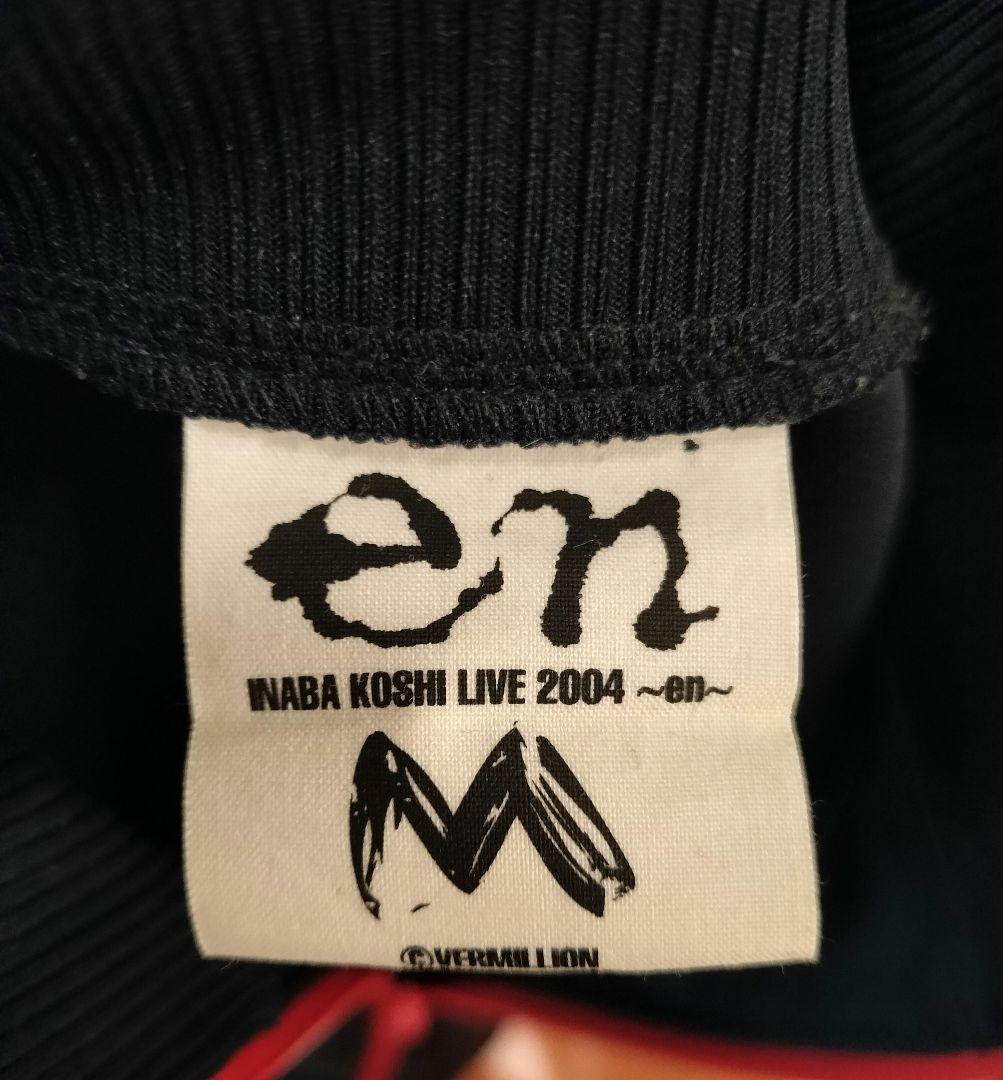 en
INABA KOSHI LIVE 2004 ~en~
M
©VERMILLION